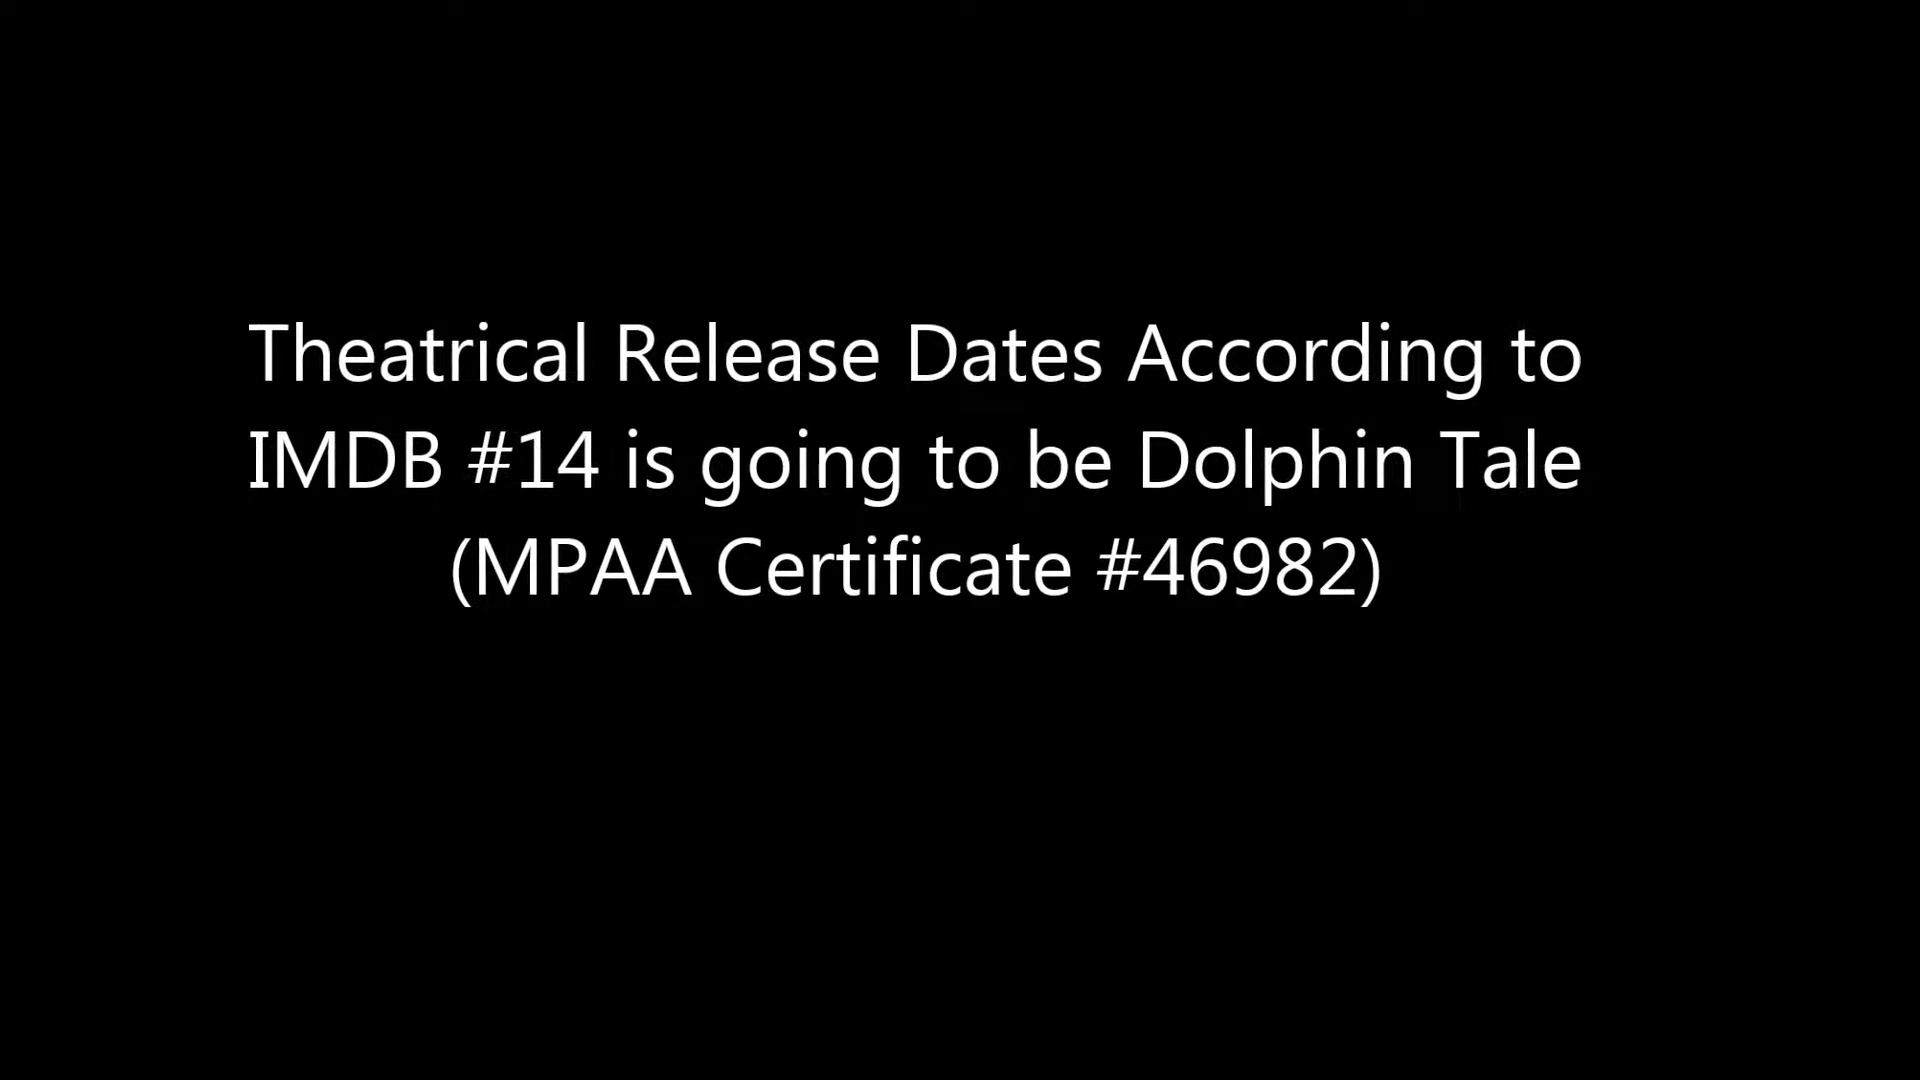 Theatrical Release Dates According to
IMDB #14 is going to be Dolphin Tale
(MPAA Certificate #46982)